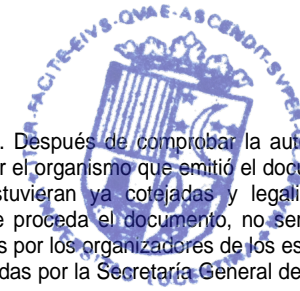 FACITE·EIVS·QVAE·ASCENDIT
. Después de comprobar la aut
r el organismo que emitió el docu
stuvieran ya cotejadas y legali
e proceda el documento, no ser
s por los organizadores de los es
das por la Secretaría General de